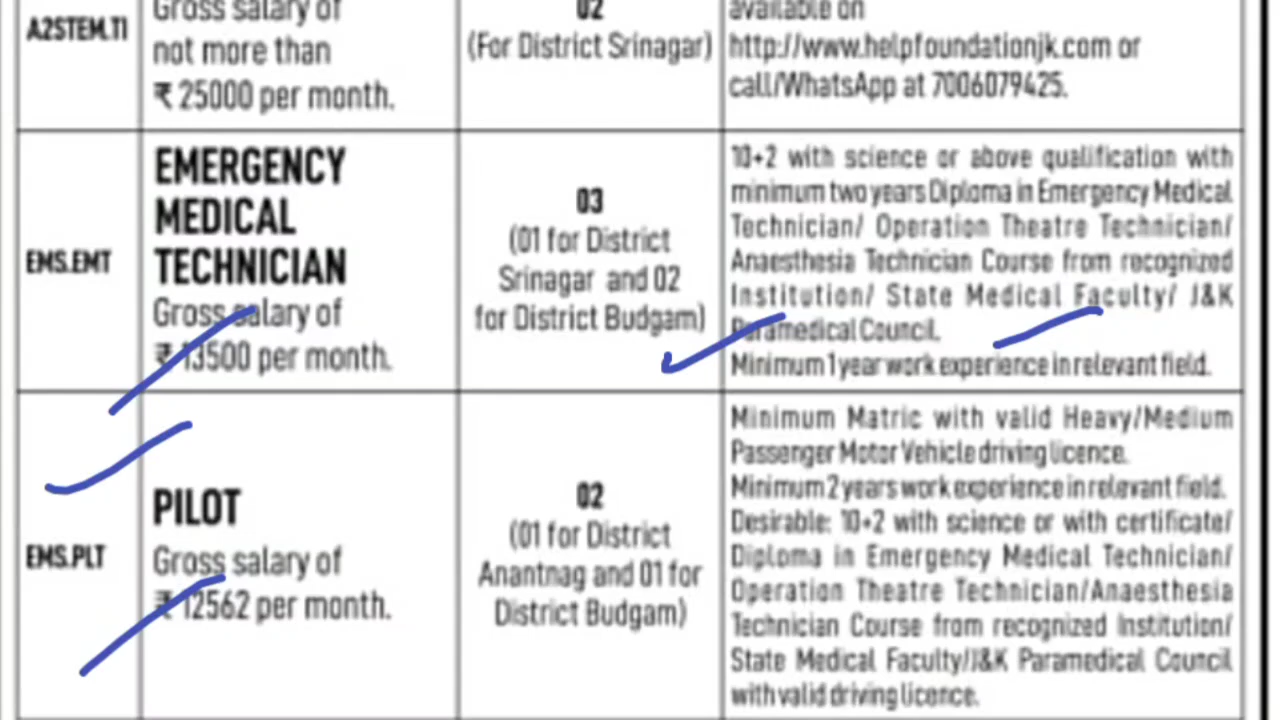 A2STEM.T1
Gross salary of
not more than
₹ 25000 per month.
02
(For District Srinagar)
available on
http://www.helpfoundationjk.com or
call/WhatsApp at 7006079425.
EMS.EMT
EMERGENCY
MEDICAL
TECHNICIAN
Gross salary of
₹ 13500 per month.
03
(01 for District
Srinagar and 02
for District Budgam)
10+2 with science or above qualification with
minimum two years Diploma in Emergency Medical
Technician/ Operation Theatre Technician/
Anaesthesia Technician Course from recognized
Institution/ State Medical Faculty/ J&K
Paramedical Council.
Minimum 1 year work experience in relevant field.
EMS.PLT
PILOT
Gross salary of
₹ 12562 per month.
02
(01 for District
Anantnag and 01 for
District Budgam)
Minimum Matric with valid Heavy/Medium
Passenger Motor Vehicle driving licence.
Minimum 2 years work experience in relevant field.
Desirable: 10+2 with science or with certificate/
Diploma in Emergency Medical Technician/
Operation Theatre Technician/Anaesthesia
Technician Course from recognized Institution/
State Medical Faculty/J&K Paramedical Council
with valid driving licence.